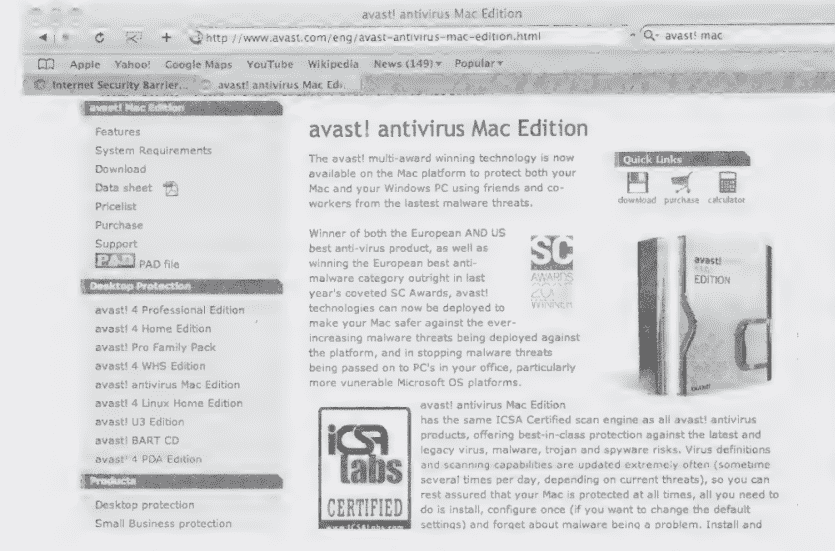 avast! antivirus Mac Edition
http://www.avast.com/eng/avast-antivirus-mac-edition.html
avast! mac
Apple Yahoo! Google Maps YouTube Wikipedia News (149) Popular
Internet Security Barrier... avast! antivirus Mac Edi..
avast! Mac Edition
Features
System Requirements
Download
Data sheet
Pricelist
Purchase
Support
PAD PAD file
Desktop Protection
avast! 4 Professional Edition
avast! 4 Home Edition
avast! Pro Family Pack
avast! 4 WHS Edition
avast! antivirus Mac Edition
avast! 4 Linux Home Edition
avast! U3 Edition
avast! BART CD
avast! 4 PDA Edition
Products
Desktop protection
Small Business protection
avast! antivirus Mac Edition
The avast! multi-award winning technology is now
available on the Mac platform to protect both your
Mac and your Windows PC using friends and co-
workers from the lastest malware threats.
Winner of both the European AND US
best anti-virus product, as well as
winning the European best anti-
malware category outright in last
year's coveted SC Awards, avast!
technologies can now be deployed to
make your Mac safer against the ever-
increasing malware threats being deployed against
the platform, and in stopping malware threats
being passed on to PC's in your office, particularly
more vunerable Microsoft OS platforms.
SC
AWARDS
WINNER
Quick Links
download purchase calculator
avast!
MAC
EDITION
avast!
iCSA
labs
CERTIFIED
www.ICSALabs.com
avast! antivirus Mac Edition
has the same ICSA Certified scan engine as all avast! antivirus
products, offering best-in-class protection against the latest and
legacy virus, malware, trojan and spyware risks. Virus definitions
and scanning capabilities are updated extremely often (sometime
several times per day, depending on current threats), so you can
rest assured that your Mac is protected at all times, all you need to
do is install, configure once (if you want to change the default
settings) and forget about malware being a problem. Install and